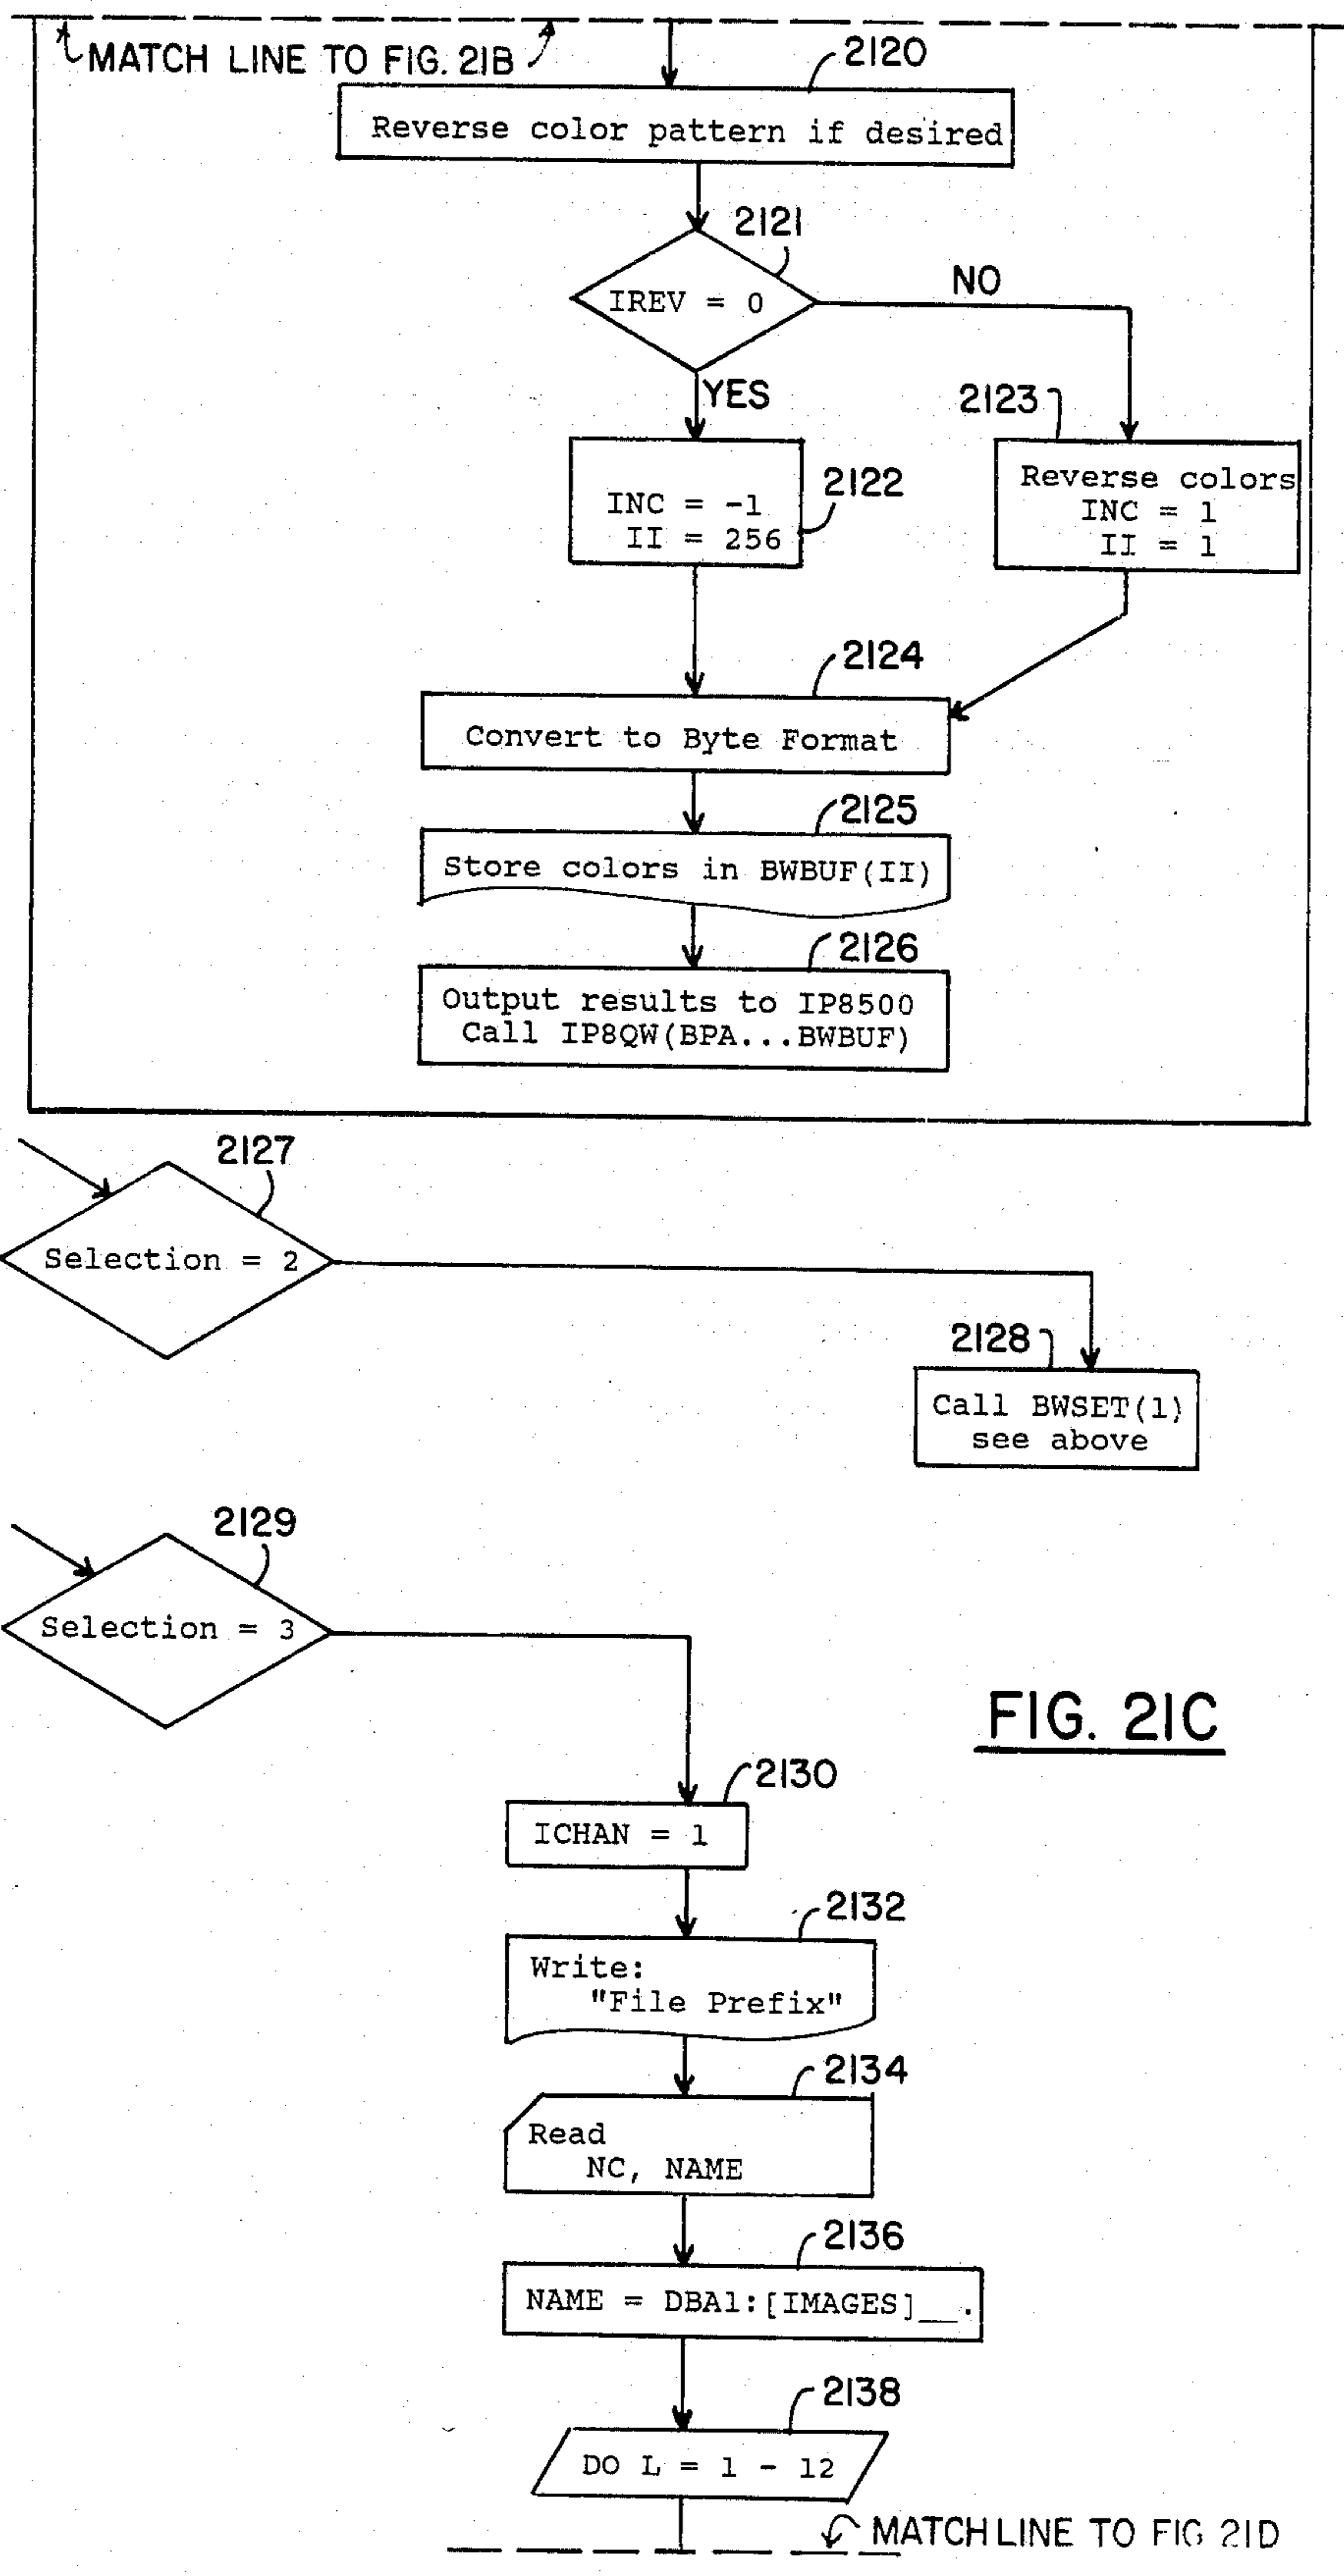 MATCH LINE TO FIG. 21B
2120
Reverse color pattern if desired
2121
IREV = 0
NO
YES
2123
Reverse colors
INC = 1
II = 1
INC = -1
II = 256
2122
2124
Convert to Byte Format
2125
Store colors in BWBUF(II)
2126
Output results to IP8500
Call IP8QW(BPA...BWBUF)
2127
Selection = 2
2128
Call BWSET(1)
see above
2129
Selection = 3
FIG. 21C
2130
ICHAN = 1
2132
Write:
"File Prefix"
2134
Read
NC, NAME
2136
NAME = DBA1:[IMAGES]__.
2138
DO L = 1 - 12
MATCH LINE TO FIG 21D